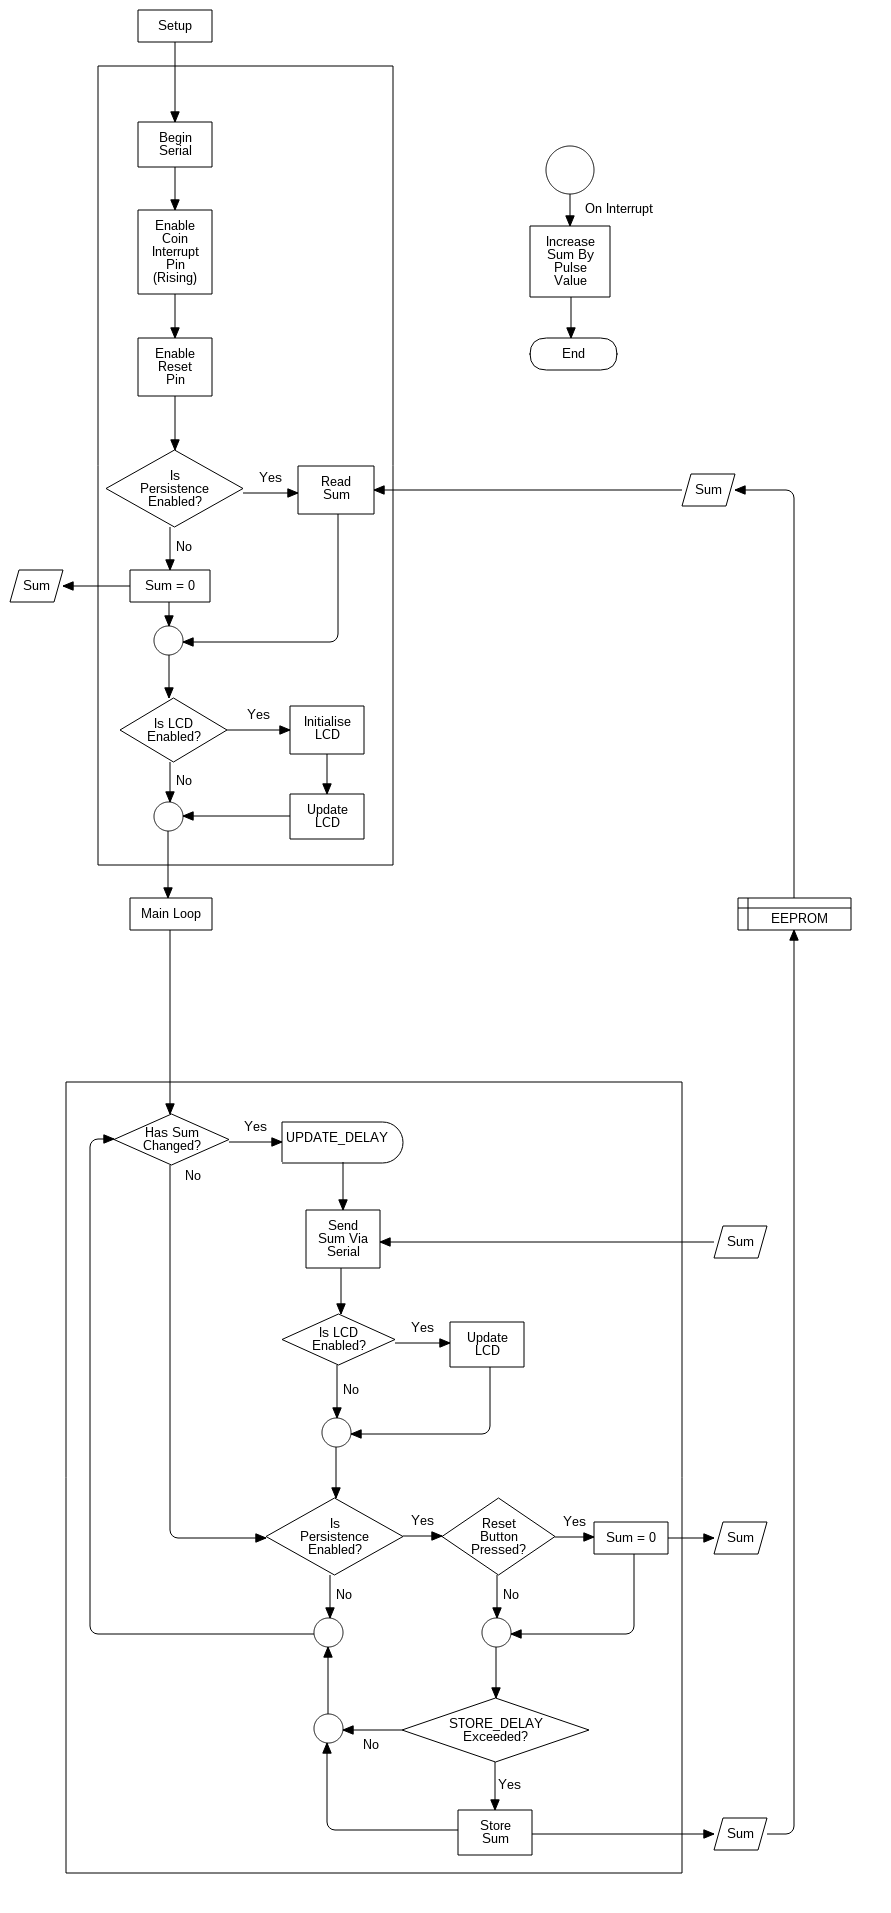 Setup
Begin
Serial
Enable
Coin
Interrupt
Pin
(Rising)
On Interrupt
Increase
Sum By
Pulse
Value
Enable
Reset
Pin
End
Is
Persistence
Enabled?
Yes
Read
Sum
Sum
No
Sum
Sum = 0
Is LCD
Enabled?
Yes
Initialise
LCD
No
Update
LCD
Main Loop
EEPROM
Has Sum
Changed?
Yes
UPDATE_DELAY
No
Send
Sum Via
Serial
Sum
Is LCD
Enabled?
Yes
Update
LCD
No
Is
Persistence
Enabled?
Yes
Reset
Button
Pressed?
Yes
Sum = 0
Sum
No
No
STORE_DELAY
Exceeded?
No
Yes
Store
Sum
Sum